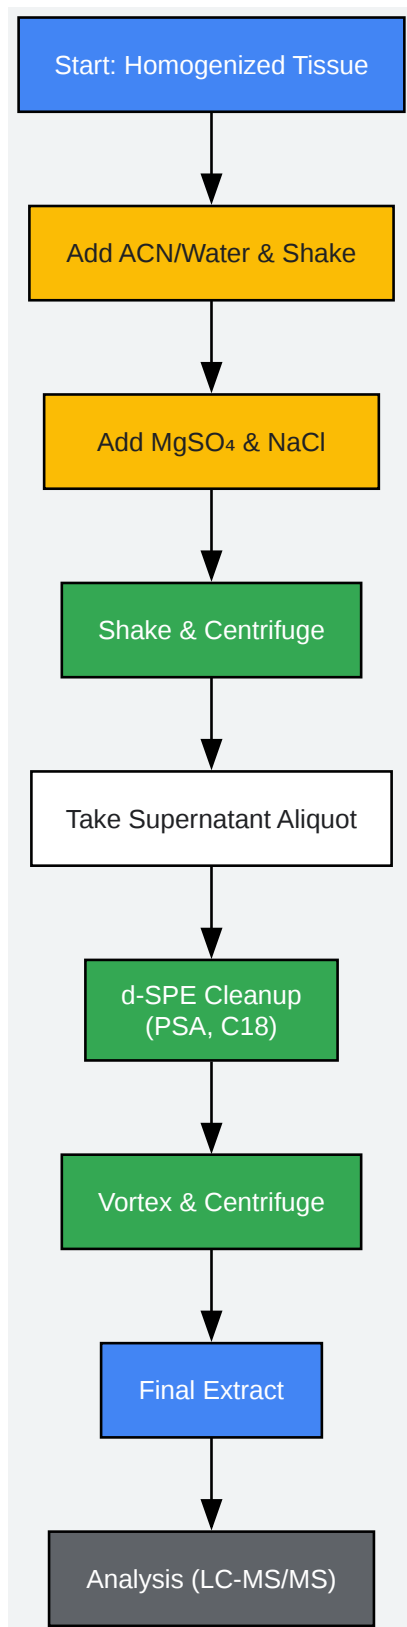 Start: Homogenized Tissue
Add ACN/Water & Shake
Add MgSO₄ & NaCl
Shake & Centrifuge
Take Supernatant Aliquot
d-SPE Cleanup
(PSA, C18)
Vortex & Centrifuge
Final Extract
Analysis (LC-MS/MS)